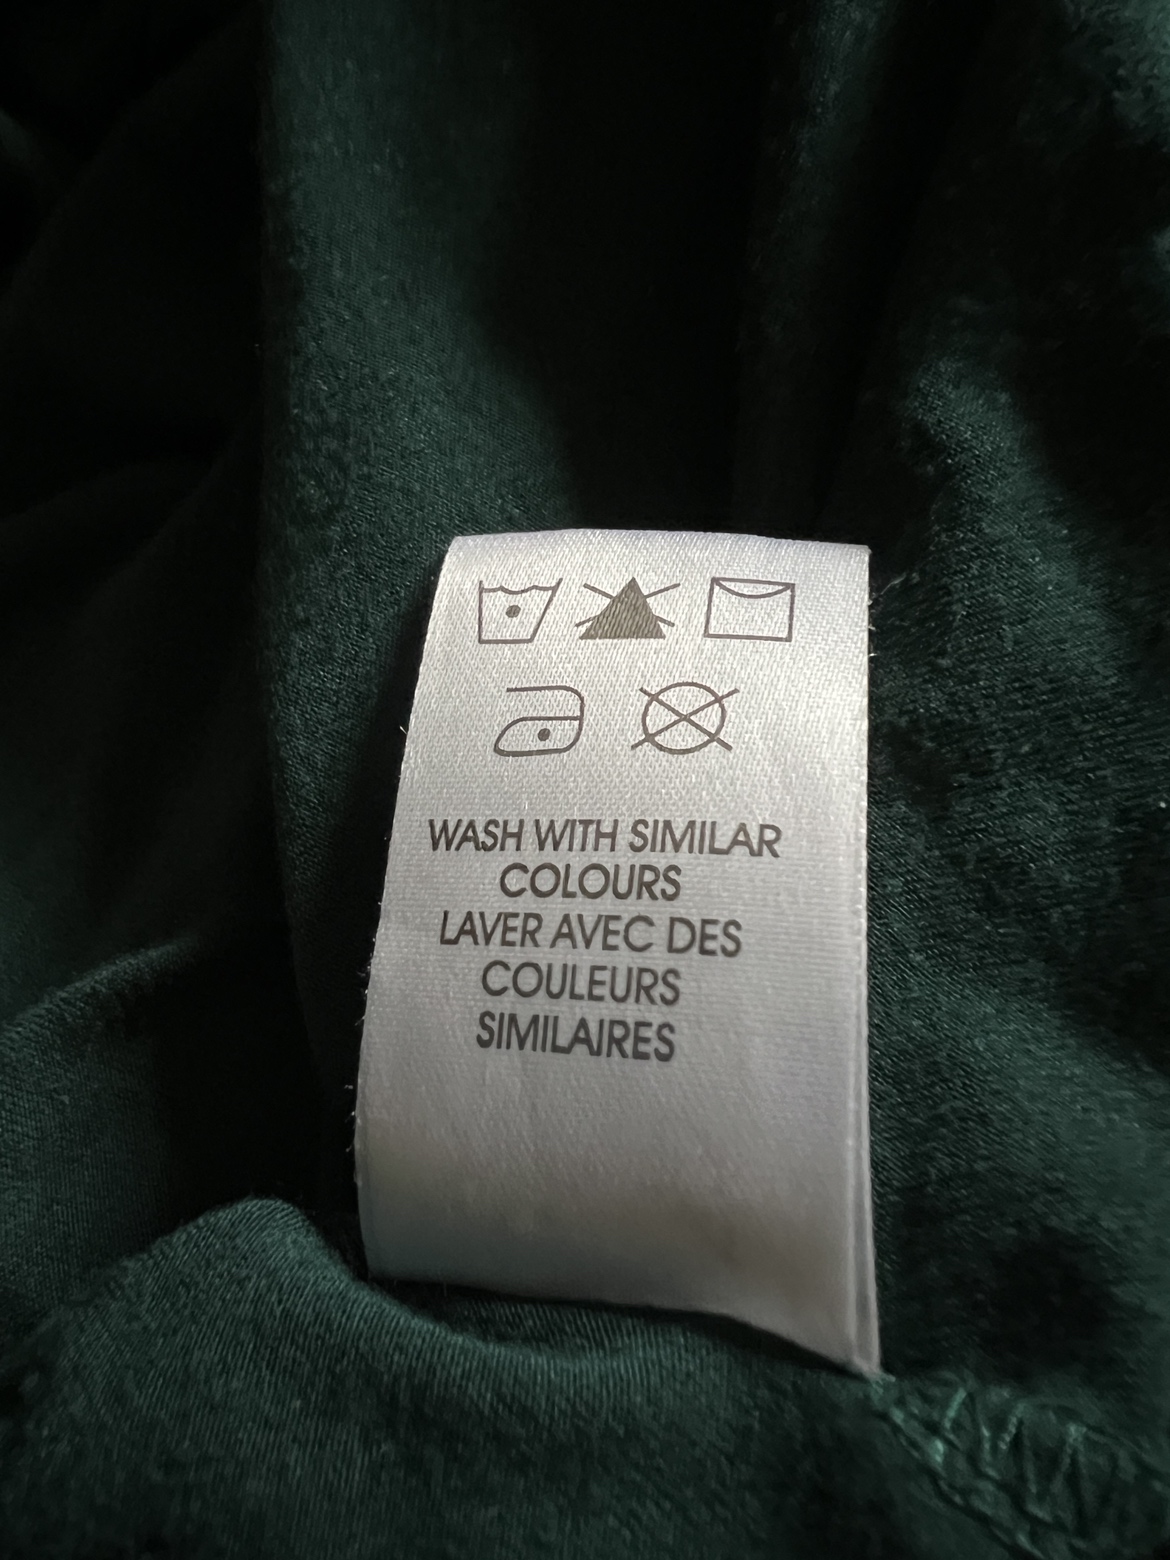 WASH WITH SIMILAR
COLOURS
LAVER AVEC DES
COULEURS
SIMILAIRES